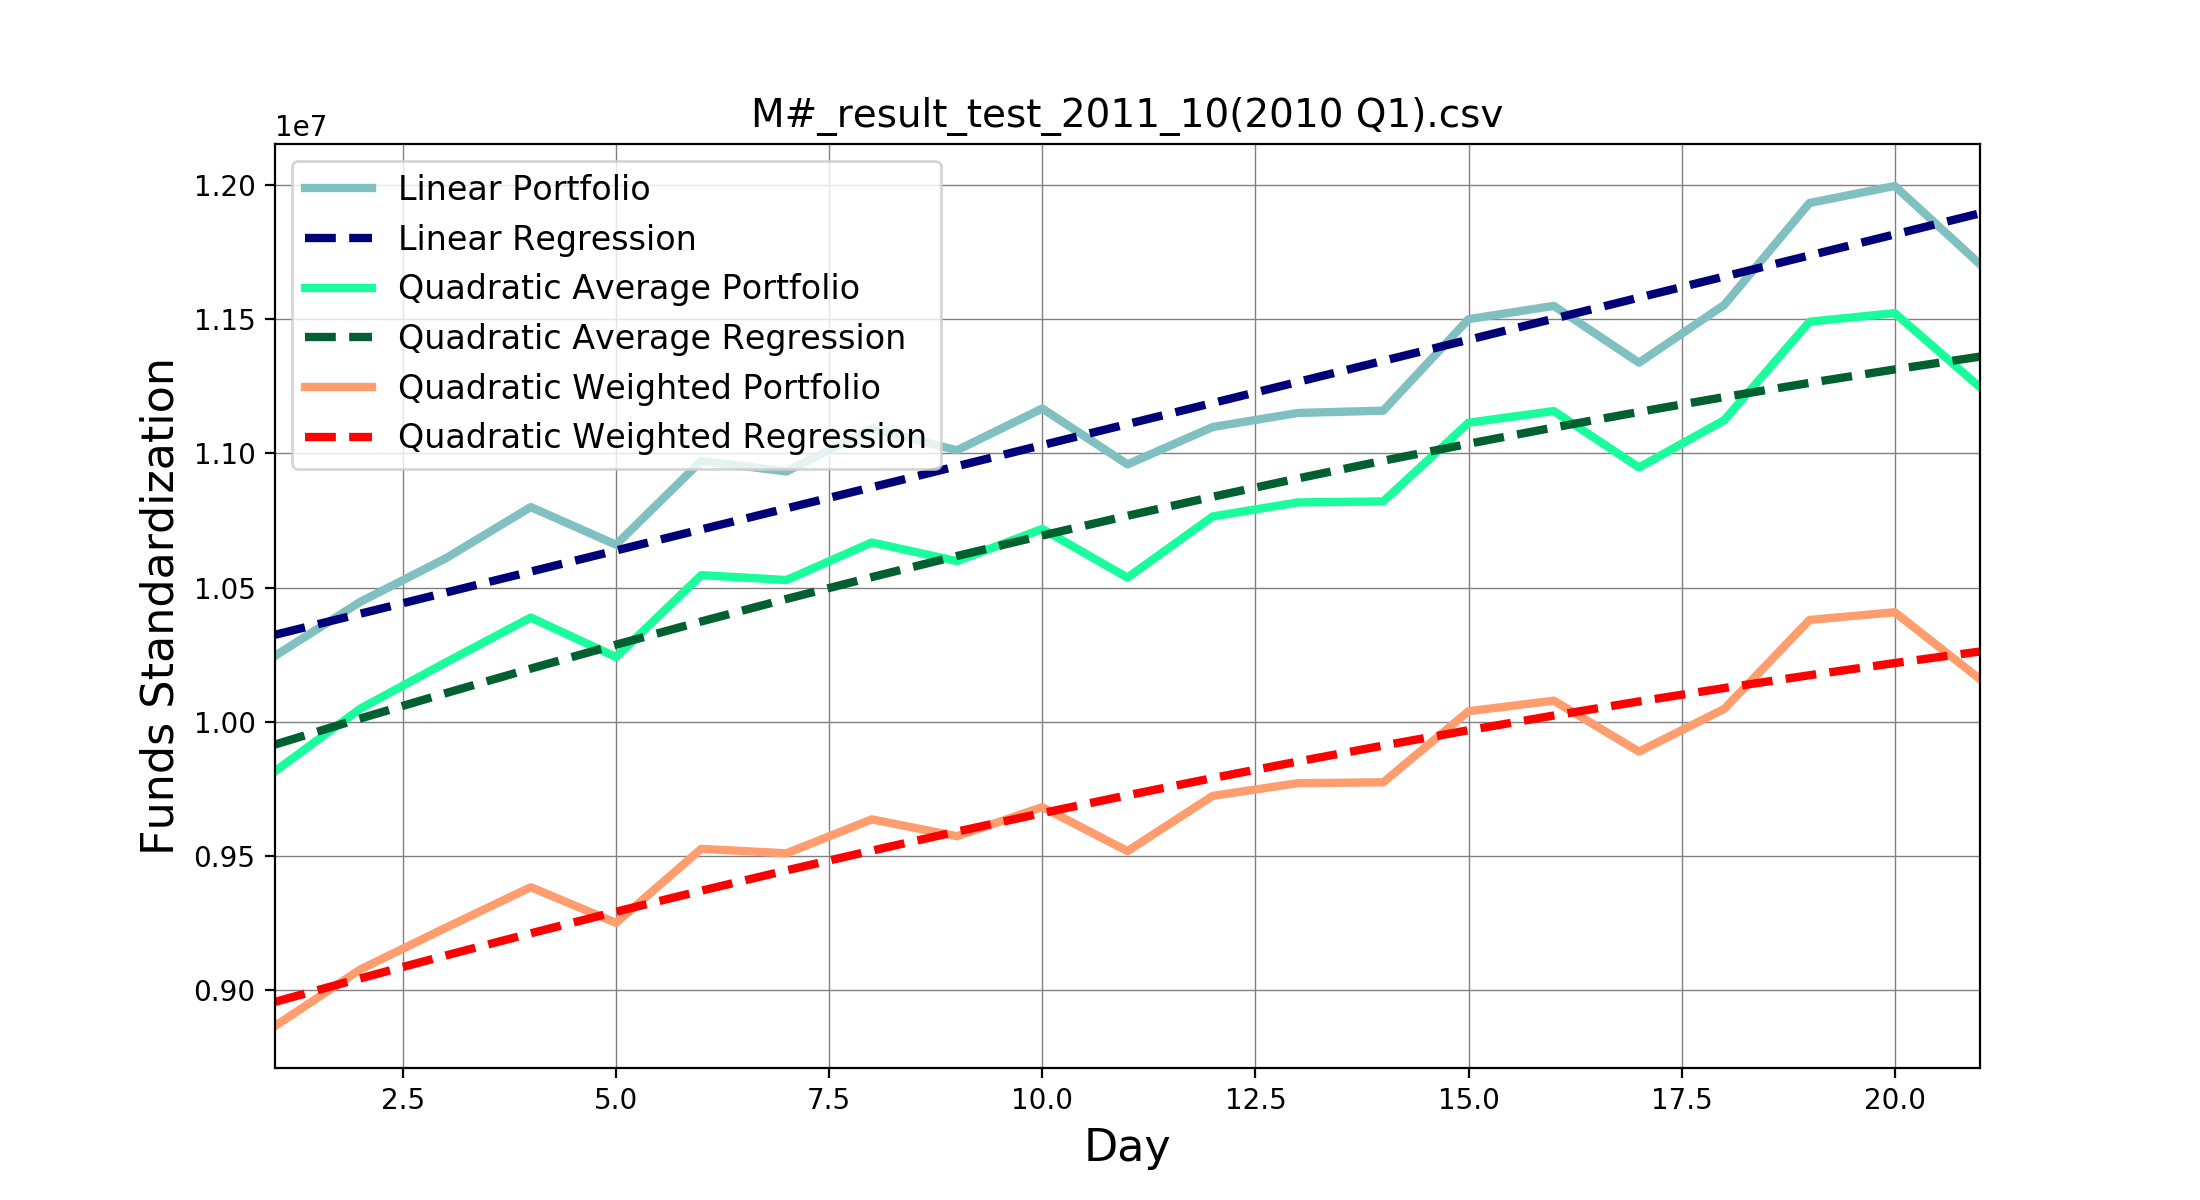 M#_result_test_2011_10(2010 Q1).csv
1e7
1.20
1.15
1.10
1.05
1.00
0.95
0.90
Funds Standardization
Linear Portfolio
Linear Regression
Quadratic Average Portfolio
Quadratic Average Regression
Quadratic Weighted Portfolio
Quadratic Weighted Regression
2.5 5.0 7.5 10.0 12.5 15.0 17.5 20.0
Day